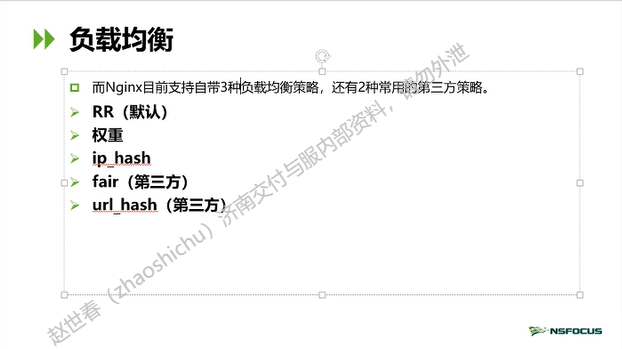 负载均衡
而Nginx目前支持自带3种负载均衡策略，还有2种常用的第三方策略。
RR（默认）
权重
ip_hash
fair（第三方）
url_hash（第三方）
赵世春（zhaoshichu）济南交付与服内部资料，请勿外泄
NSFOCUS